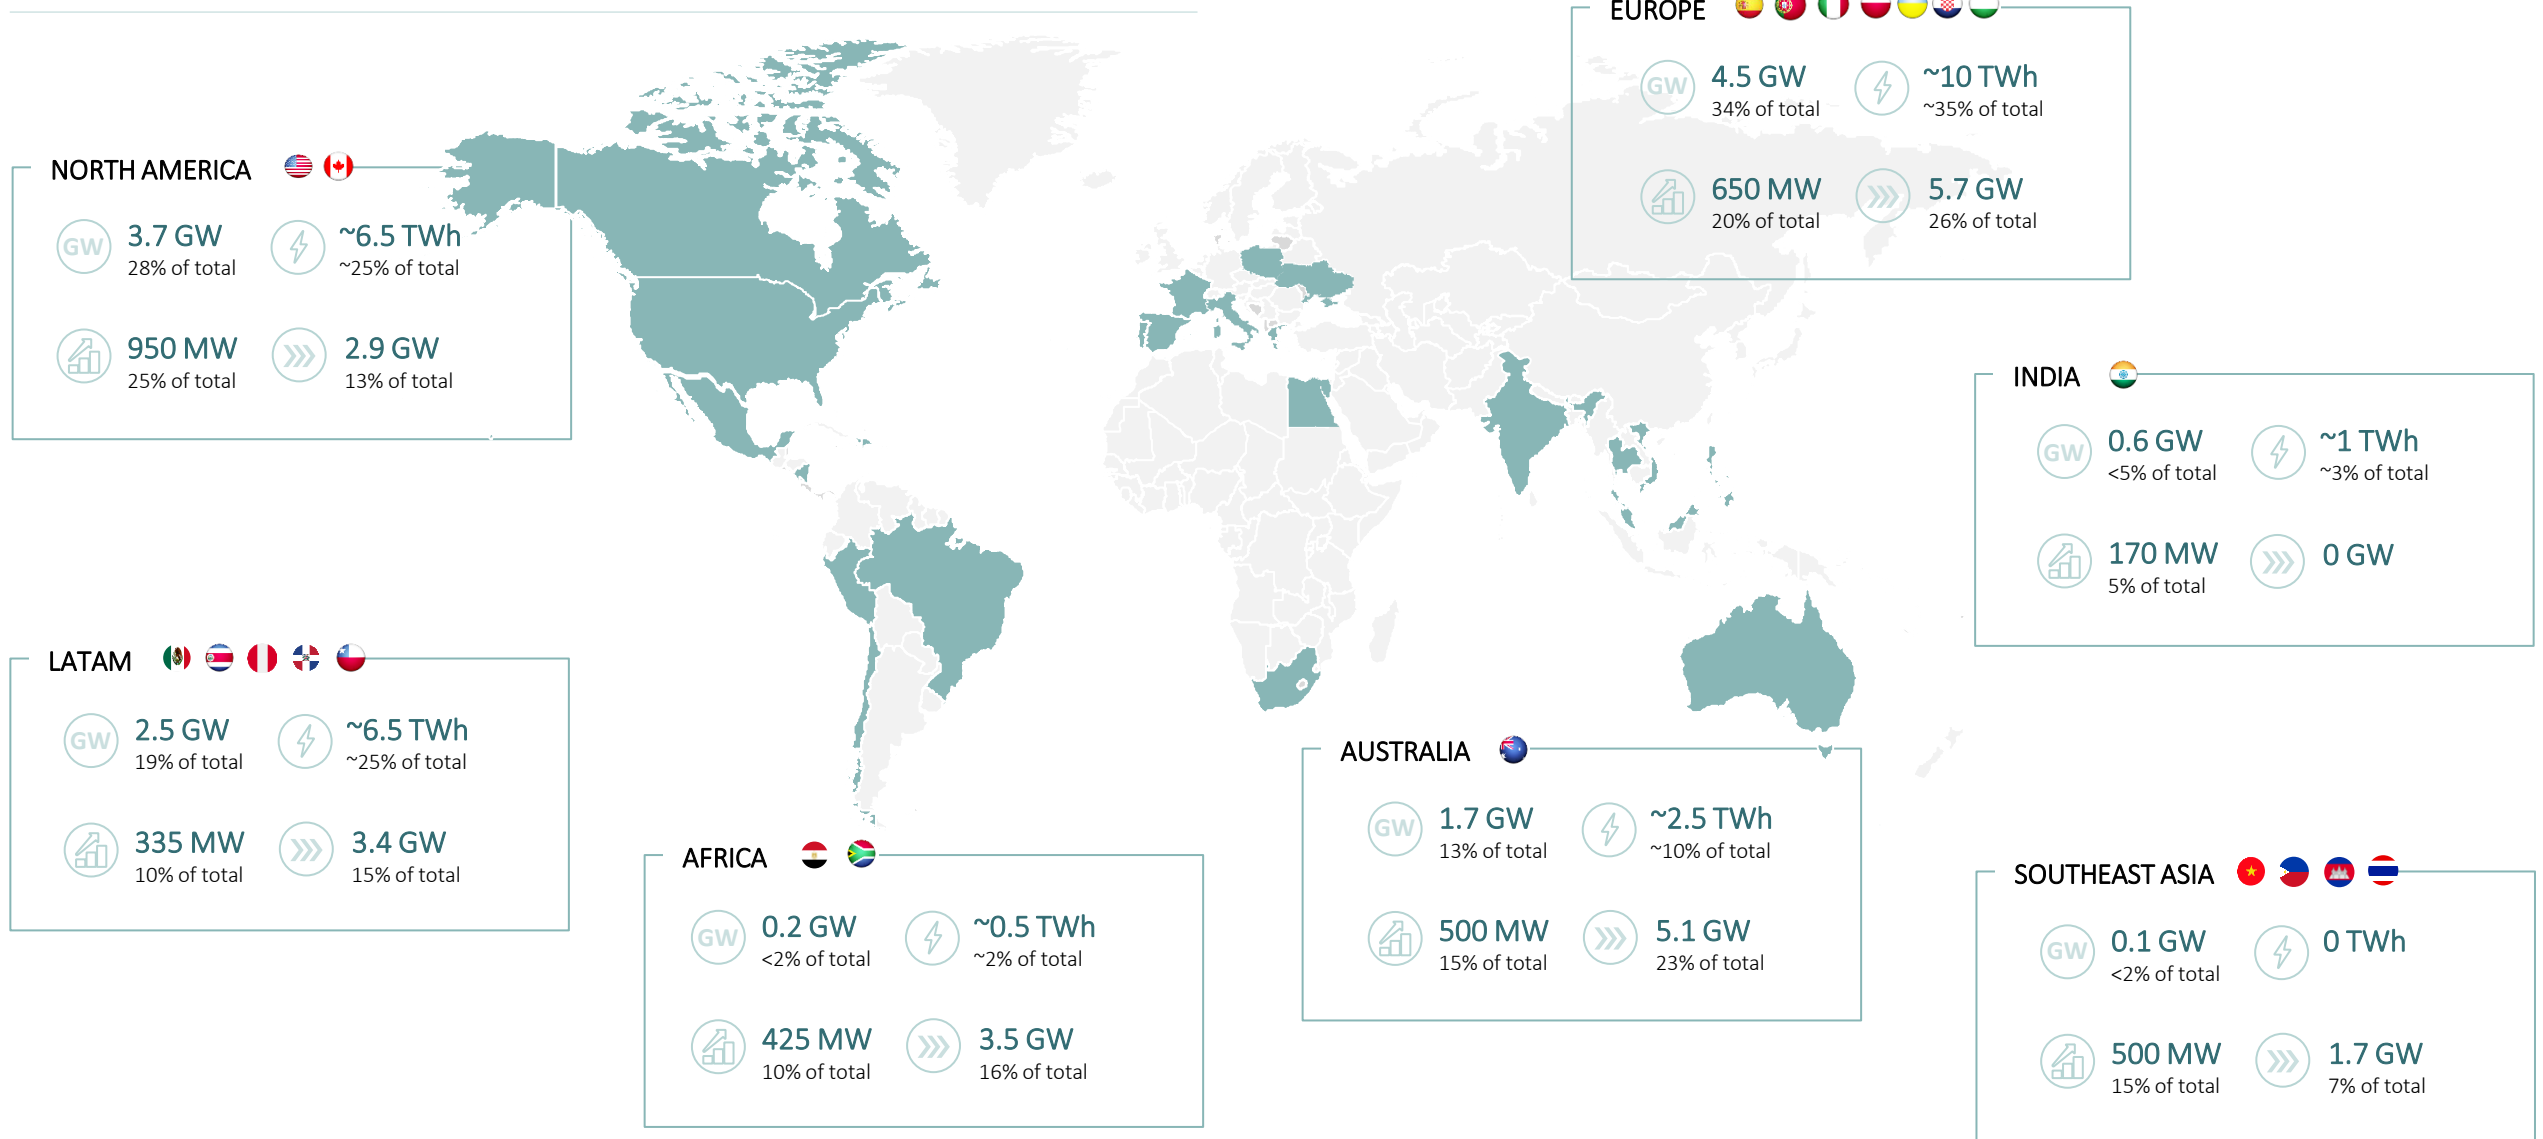 EUROPE
GW
4.5 GW
34% of total
~10 TWh
~35% of total
650 MW
20% of total
5.7 GW
26% of total
NORTH AMERICA
GW
3.7 GW
28% of total
~6.5 TWh
~25% of total
950 MW
25% of total
2.9 GW
13% of total
INDIA
GW
0.6 GW
<5% of total
~1 TWh
~3% of total
170 MW
5% of total
0 GW
LATAM
GW
2.5 GW
19% of total
~6.5 TWh
~25% of total
335 MW
10% of total
3.4 GW
15% of total
AUSTRALIA
GW
1.7 GW
13% of total
~2.5 TWh
~10% of total
500 MW
15% of total
5.1 GW
23% of total
AFRICA
GW
0.2 GW
<2% of total
~0.5 TWh
~2% of total
425 MW
10% of total
3.5 GW
16% of total
SOUTHEAST ASIA
GW
0.1 GW
<2% of total
0 TWh
500 MW
15% of total
1.7 GW
7% of total